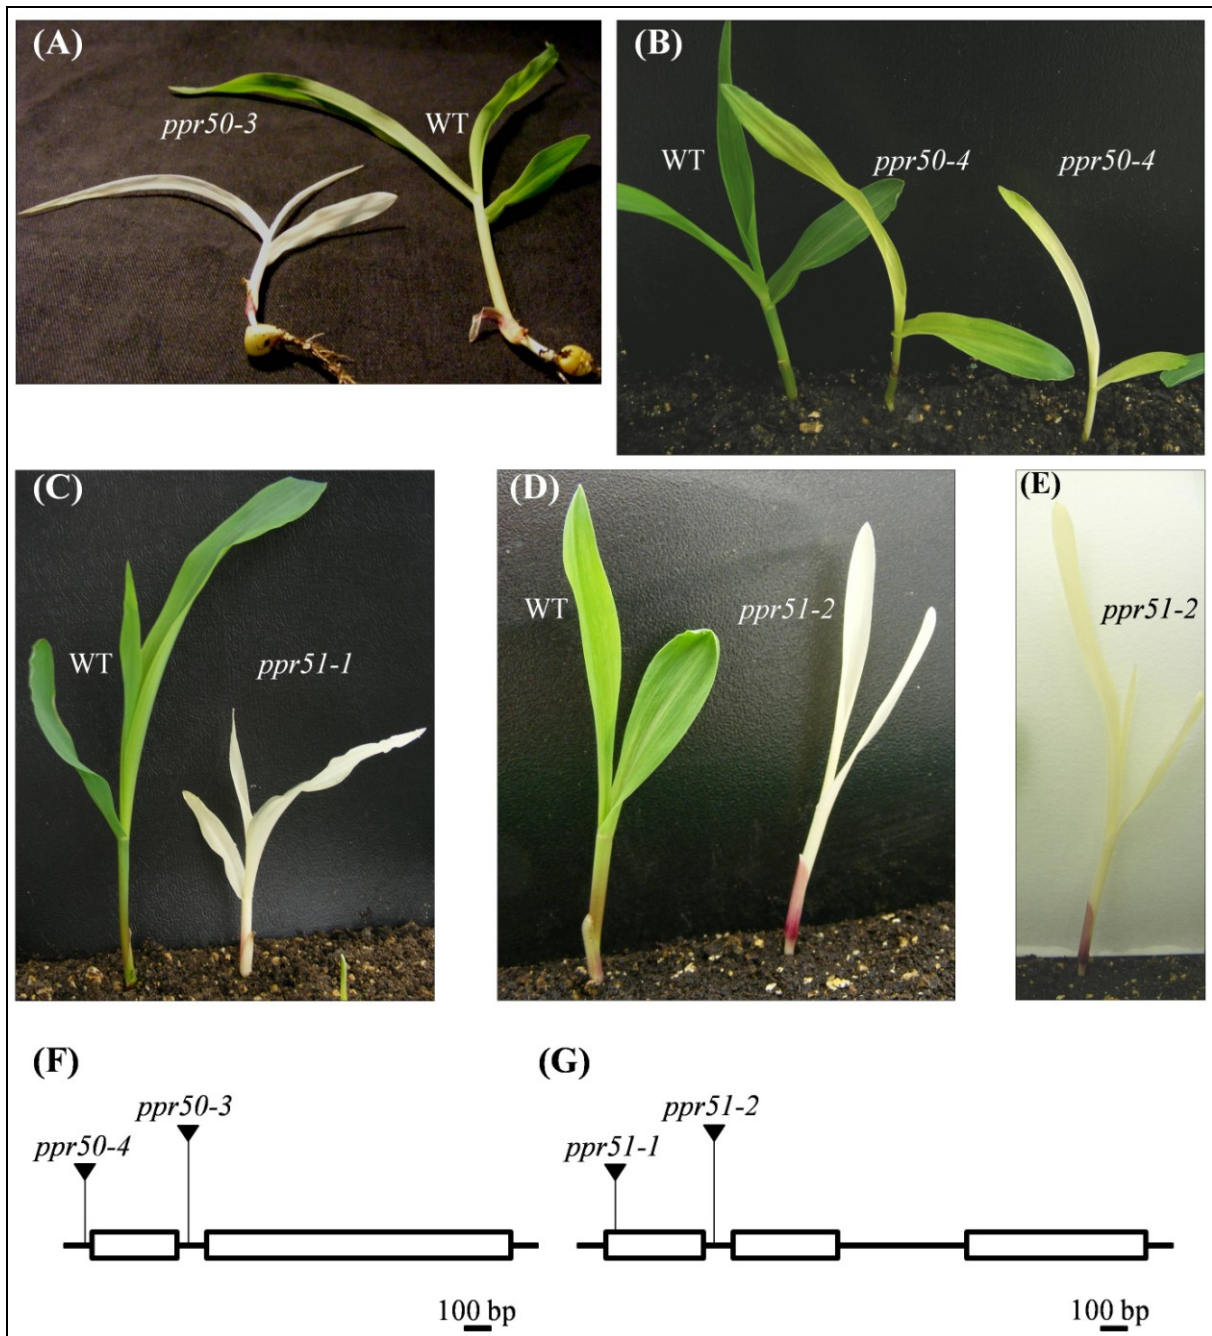 (A)
ppr50-3
WT
(B)
WT
ppr50-4
ppr50-4
(C)
WT
ppr51-1
(D)
WT
ppr51-2
(E)
ppr51-2
(F)
ppr50-3
ppr50-4
100 bp
(G)
ppr51-2
ppr51-1
100 bp